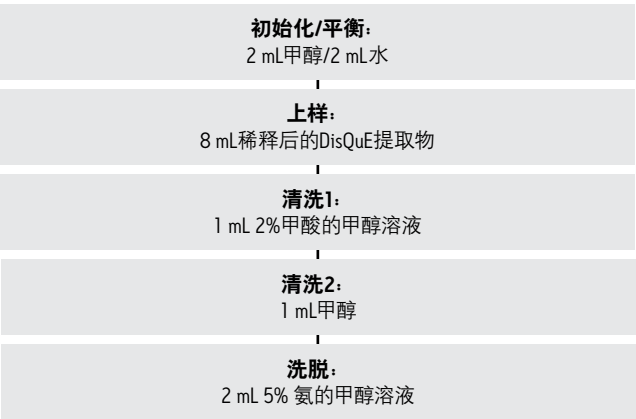 初始化/平衡：
2 mL甲醇/2 mL水
上样：
8 mL稀释后的DisQuE提取物
清洗1：
1 mL 2%甲酸的甲醇溶液
清洗2：
1 mL甲醇
洗脱：
2 mL 5% 氨的甲醇溶液